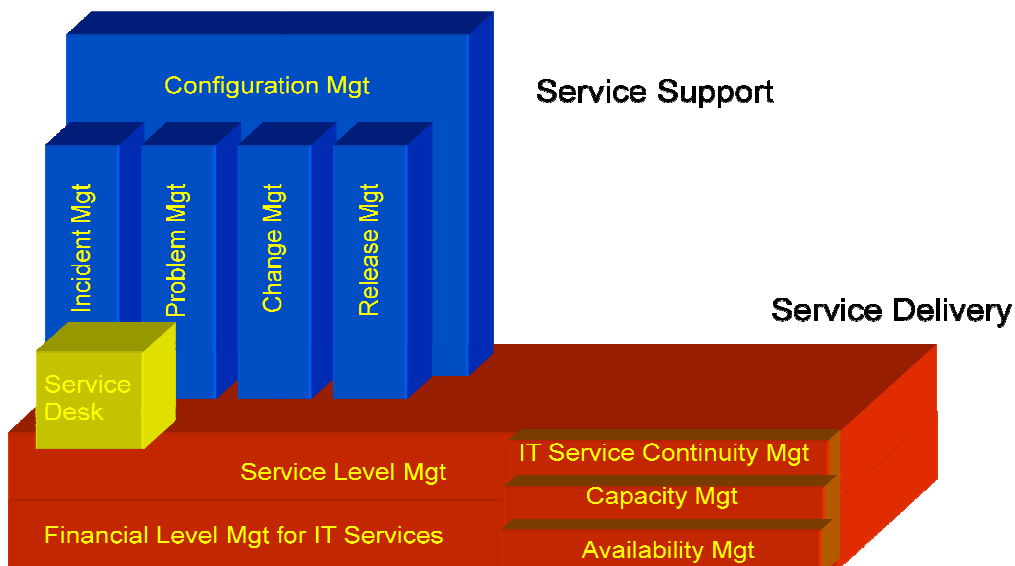 Configuration Mgt
Service Support
Incident Mgt
Problem Mgt
Change Mgt
Release Mgt
Service Delivery
Service
Desk
IT Service Continuity Mgt
Service Level Mgt
Capacity Mgt
Financial Level Mgt for IT Services
Availability Mgt